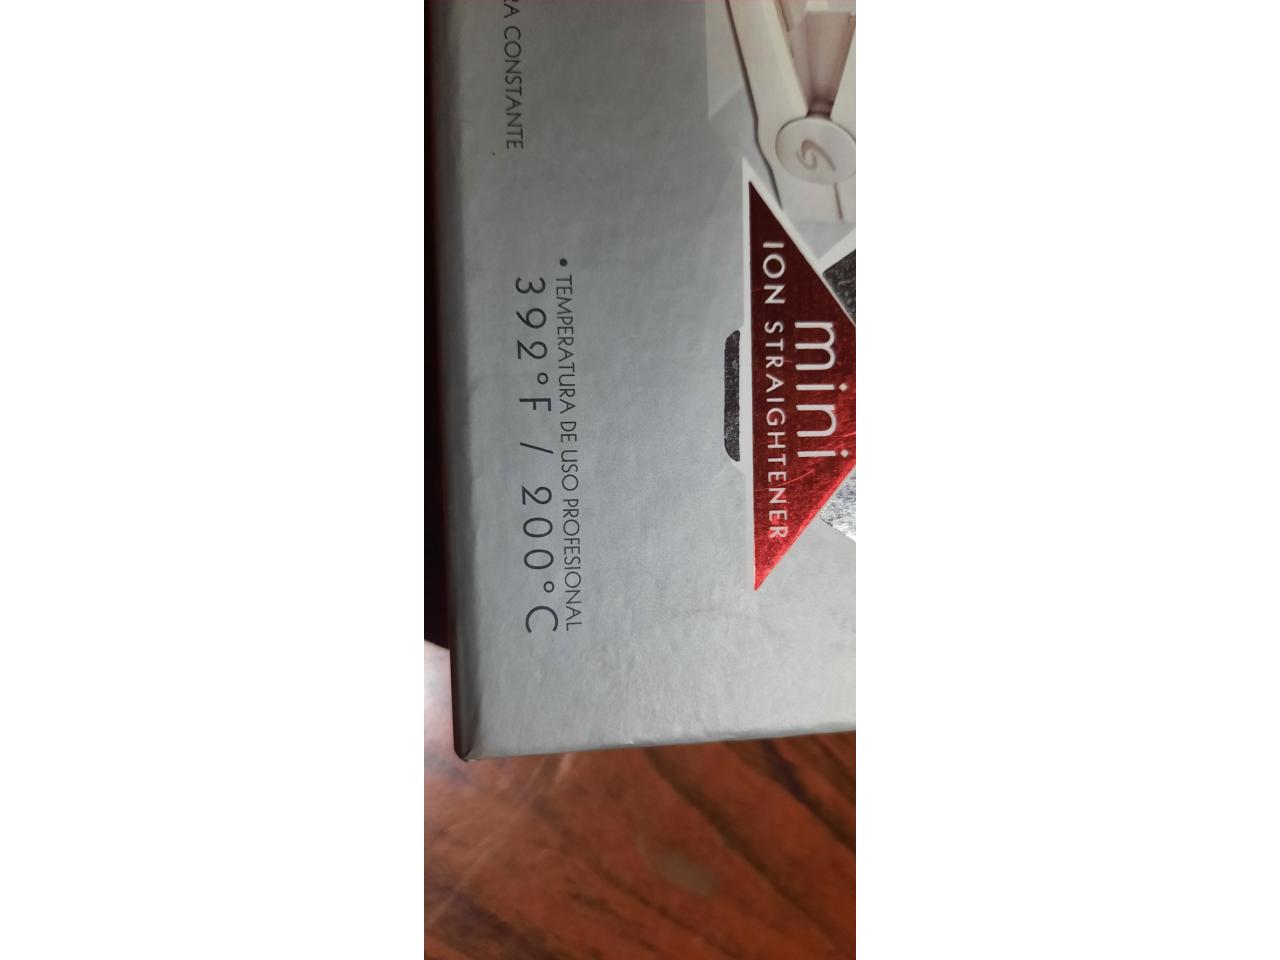 CONSTANTE
mini
ION STRAIGHTENER
• TEMPERATURA DE USO PROFESIONAL
392°F / 200°C